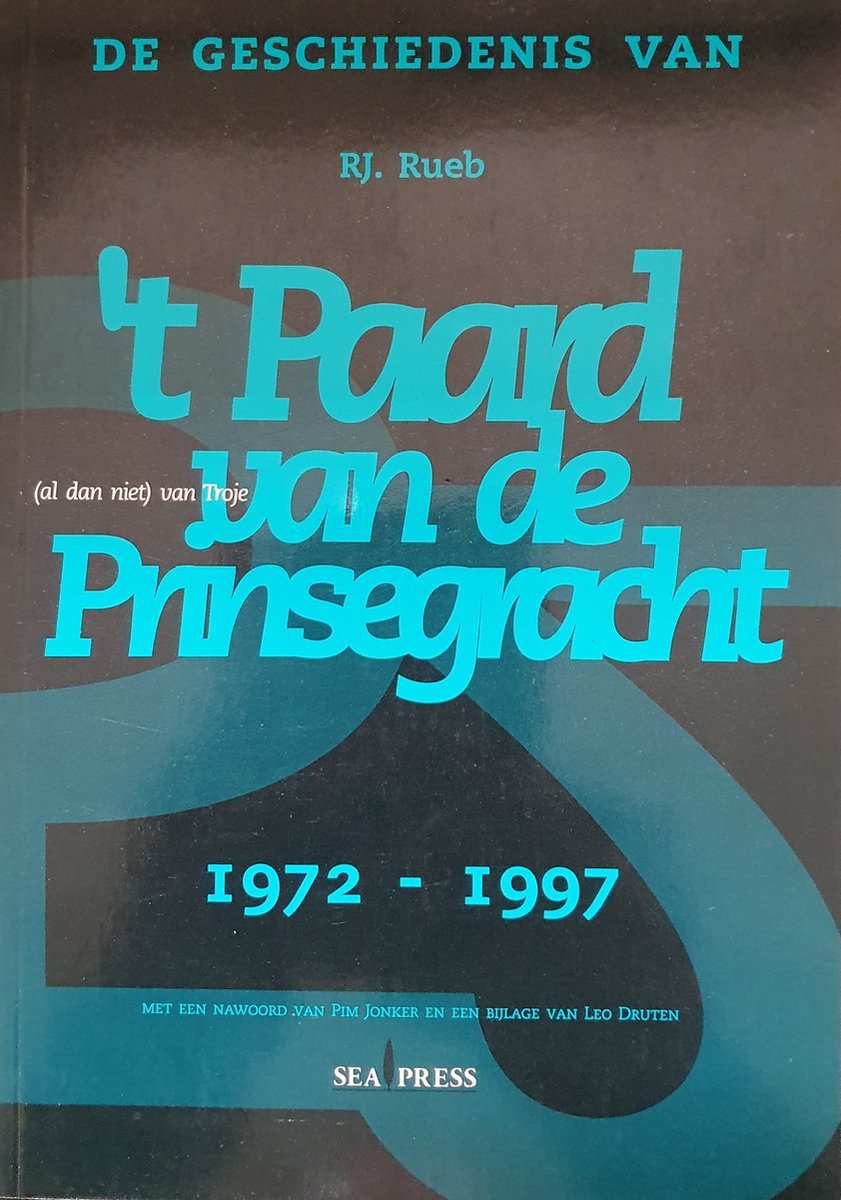 DE GESCHIEDENIS VAN
RJ. Rueb
't Paard
van de
(al dan niet) van Troje
Prinsegracht
1972 - 1997
MET EEN NAWOORD VAN PIM JONKER EN EEN BIJLAGE VAN LEO DRUTEN
SEA PRESS